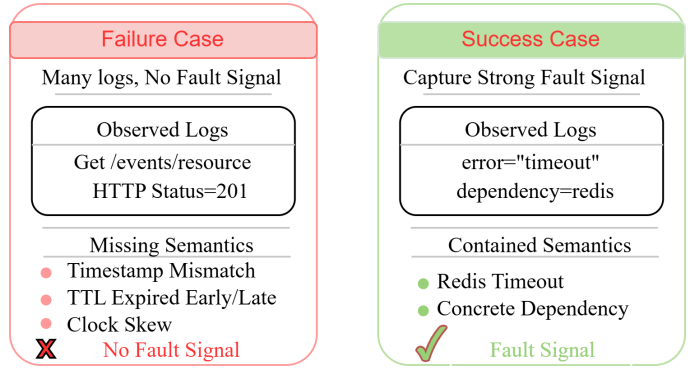 Failure Case
Many logs, No Fault Signal
Observed Logs
Get /events/resource
HTTP Status=201
Missing Semantics
Timestamp Mismatch
TTL Expired Early/Late
Clock Skew
X No Fault Signal
Success Case
Capture Strong Fault Signal
Observed Logs
error="timeout"
dependency=redis
Contained Semantics
Redis Timeout
Concrete Dependency
Fault Signal